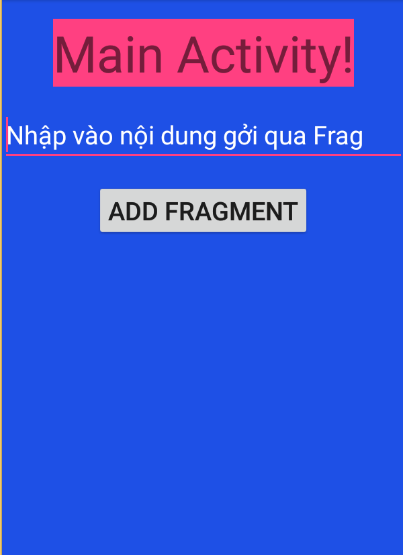 Main Activity!
Nhập vào nội dung gởi qua Frag
ADD FRAGMENT